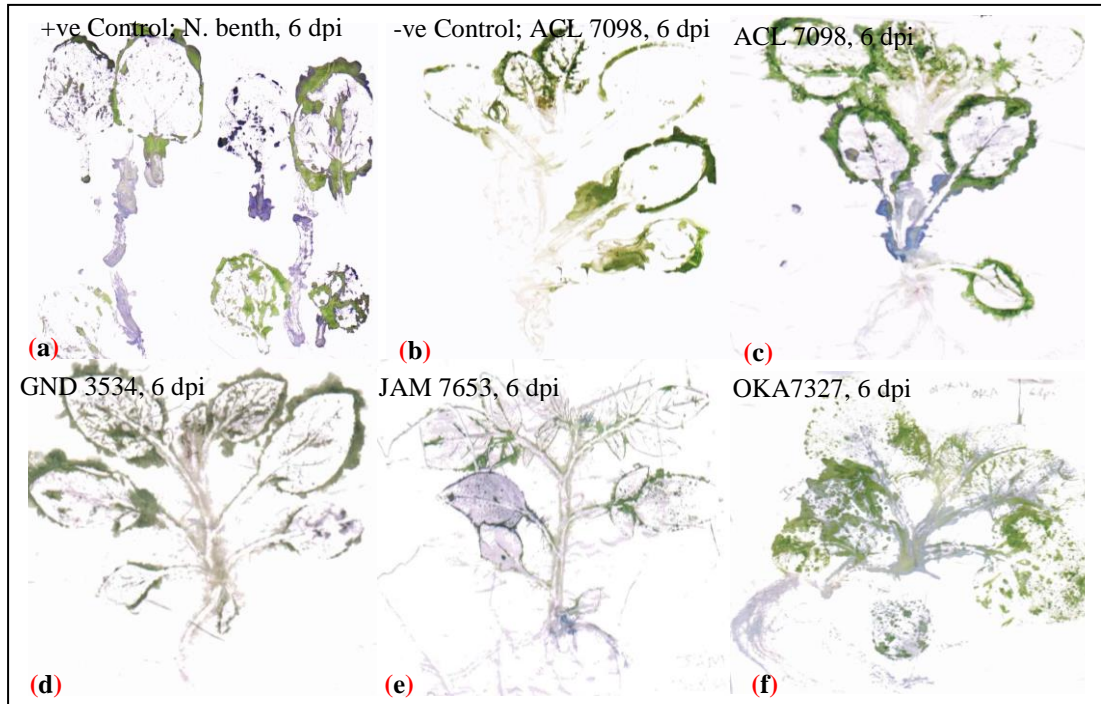 +ve Control; N. benth, 6 dpi
-ve Control; ACL 7098, 6 dpi
ACL 7098, 6 dpi
(a)
(b)
(c)
GND 3534, 6 dpi
JAM 7653, 6 dpi
OKA7327, 6 dpi
(d)
(e)
(f)